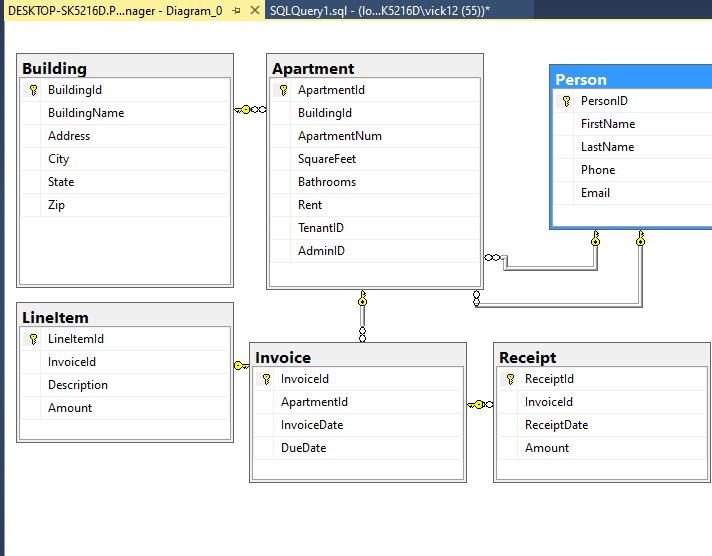 DESKTOP-SK5216D.P...nager - Diagram_0
SQLQuery1.sql - (lo...K5216D\vick12 (55))*
Building
BuildingId
BuildingName
Address
City
State
Zip
Apartment
ApartmentId
BuildingId
ApartmentNum
SquareFeet
Bathrooms
Rent
TenantID
AdminID
Person
PersonID
FirstName
LastName
Phone
Email
LineItem
LineItemId
InvoiceId
Description
Amount
Invoice
InvoiceId
ApartmentId
InvoiceDate
DueDate
Receipt
ReceiptId
InvoiceId
ReceiptDate
Amount